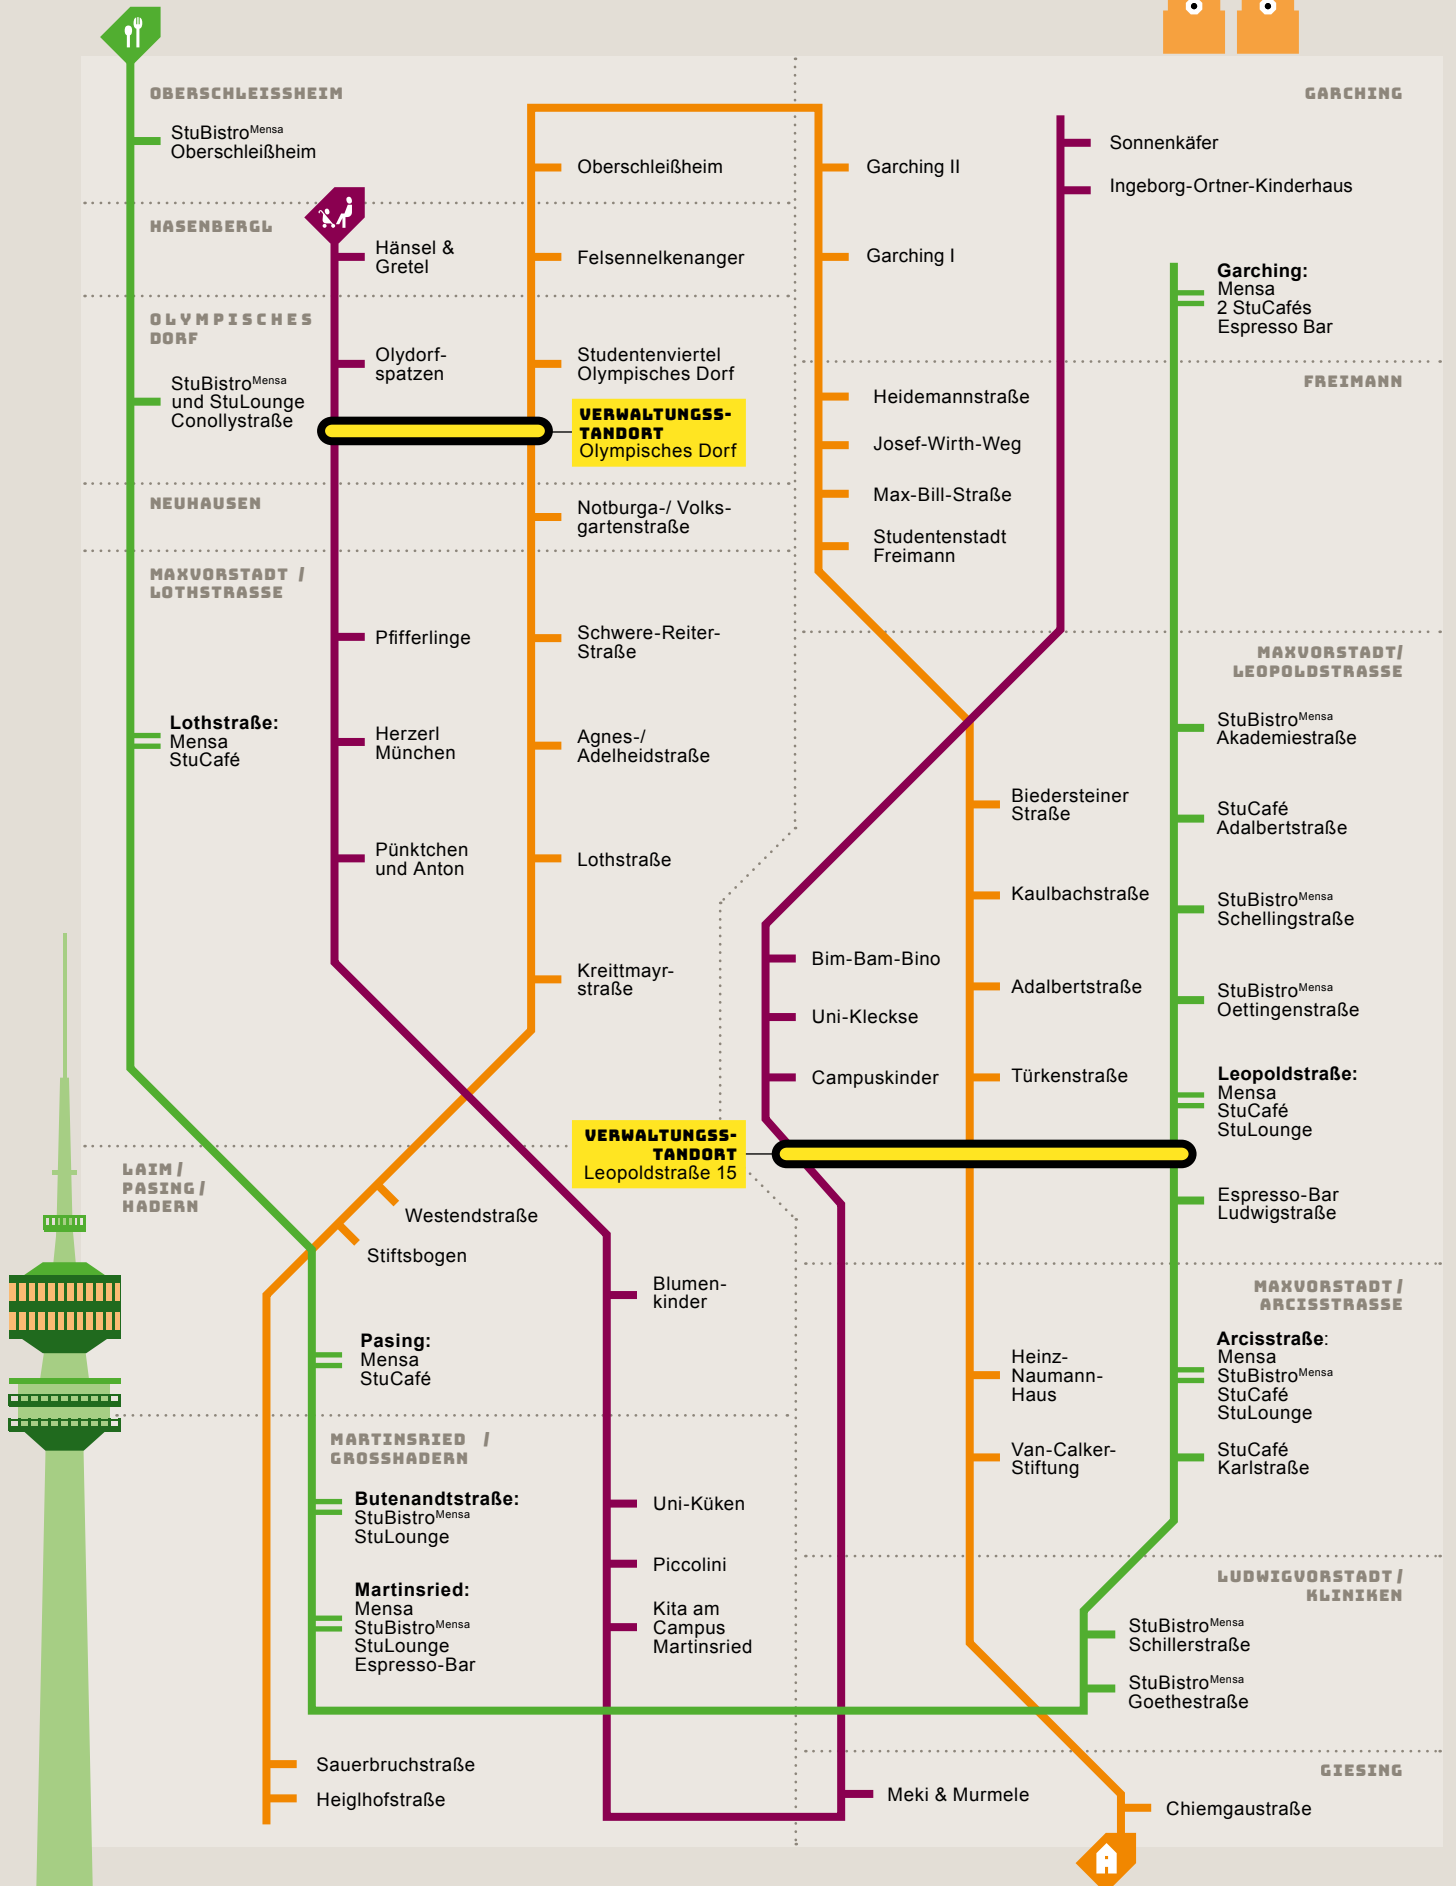 OBERSCHLEISSHEIM
StuBistroMensa
Oberschleißheim
HASENBERGL
Hänsel &
Gretel
OLYMPISCHES
DORF
Olydorf-
spatzen
StuBistroMensa
und StuLounge
Conollystraße
NEUHAUSEN
MAXVORSTADT /
LOTHSTRASSE
Pfifferlinge
Lothstraße:
Mensa
StuCafé
Herzerl
München
Pünktchen
und Anton
Oberschleißheim
Felsennelkenanger
Studentenviertel
Olympisches Dorf
VERWALTUNGSS-
TANDORT
Olympisches Dorf
Notburga-/ Volks-
gartenstraße
Schwere-Reiter-
Straße
Agnes-/
Adelheidstraße
Lothstraße
Kreittmayr-
straße
LAIM /
PASING /
HADERN
Westendstraße
Stiftsbogen
Pasing:
Mensa
StuCafé
Blumen-
kinder
MARTINSRIED /
GROSSHADERN
Butenandtstraße:
StuBistroMensa
StuLounge
Martinsried:
Mensa
StuBistroMensa
StuLounge
Espresso-Bar
Uni-Küken
Piccolini
Kita am
Campus
Martinsried
Sauerbruchstraße
Heiglhofstraße
GARCHING
Garching II
Garching I
Sonnenkäfer
Ingeborg-Ortner-Kinderhaus
Garching:
Mensa
2 StuCafés
Espresso Bar
FREIMANN
Heidemannstraße
Josef-Wirth-Weg
Max-Bill-Straße
Studentenstadt
Freimann
MAXVORSTADT/
LEOPOLDSTRASSE
StuBistroMensa
Akademiestraße
Biedersteiner
Straße
StuCafé
Adalbertstraße
Kaulbachstraße
StuBistroMensa
Schellingstraße
Bim-Bam-Bino
Adalbertstraße
StuBistroMensa
Oettingenstraße
Uni-Kleckse
Campuskinder
Türkenstraße
Leopoldstraße:
Mensa
StuCafé
StuLounge
VERWALTUNGSS-
TANDORT
Leopoldstraße 15
Espresso-Bar
Ludwigstraße
MAXVORSTADT/
ARCISSTRASSE
Heinz-
Naumann-
Haus
Arcisstraße:
Mensa
StuBistroMensa
StuCafé
StuLounge
Van-Calker-
Stiftung
StuCafé
Karlstraße
LUDWIGVORSTADT/
KLINIKEN
StuBistroMensa
Schillerstraße
StuBistroMensa
Goethestraße
GIESING
Meki & Murmele
Chiemgaustraße